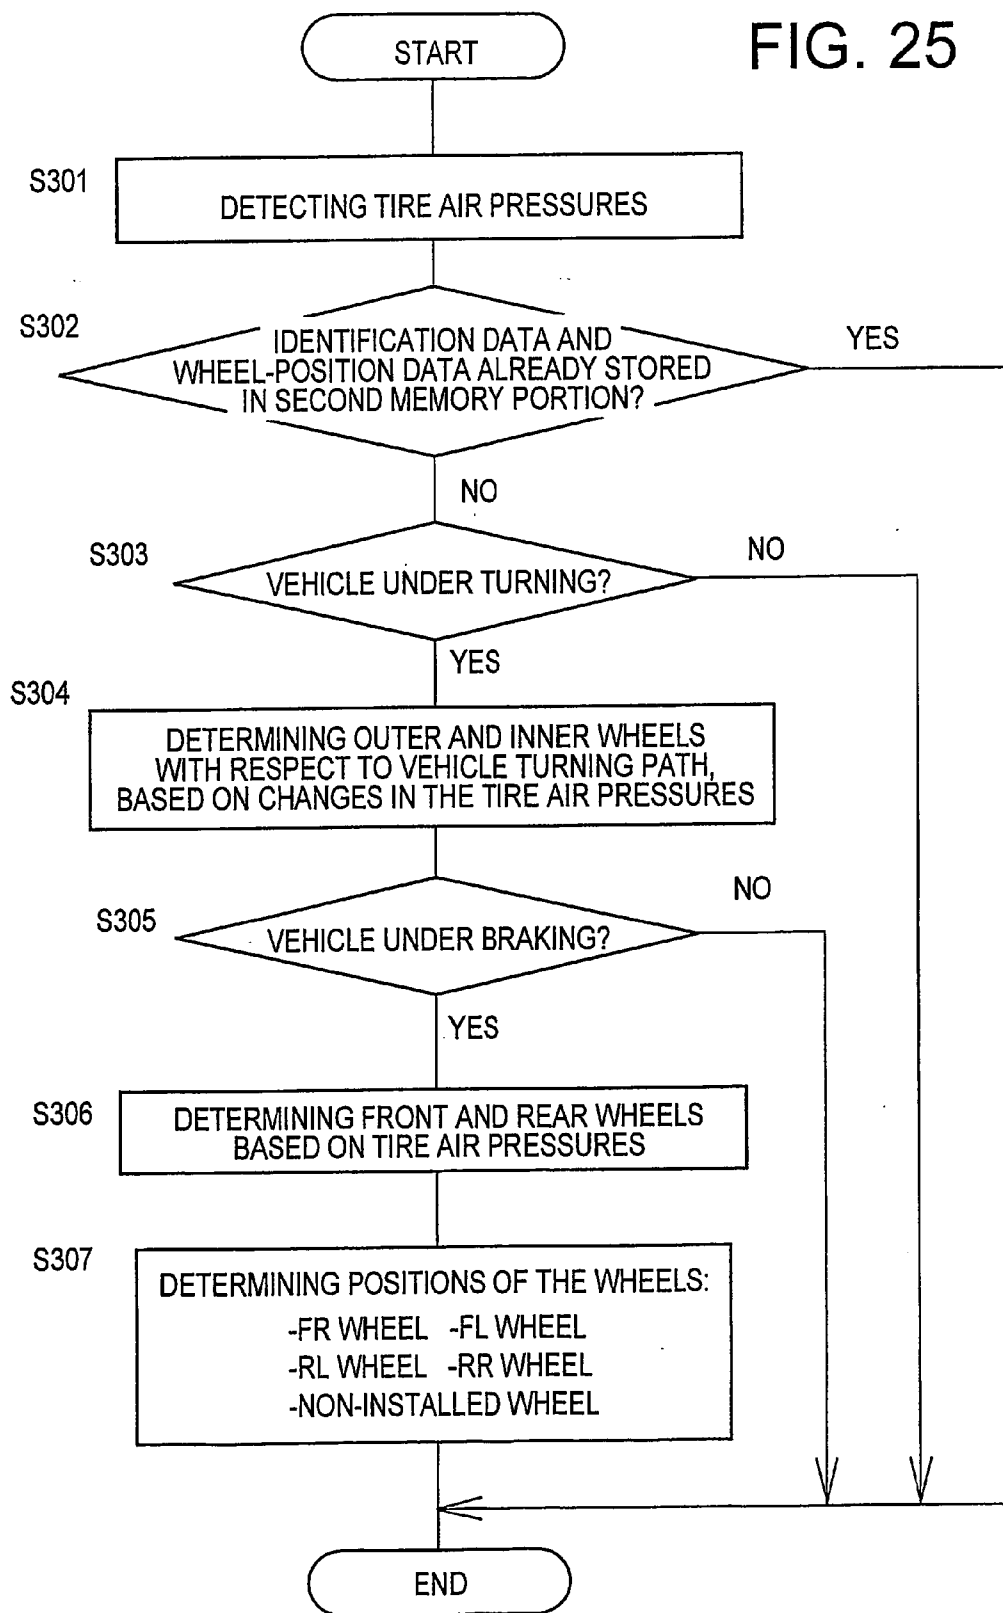 FIG. 25
START
S301
DETECTING TIRE AIR PRESSURES
S302
IDENTIFICATION DATA AND
WHEEL-POSITION DATA ALREADY STORED
IN SECOND MEMORY PORTION?
YES
NO
S303
VEHICLE UNDER TURNING?
NO
YES
S304
DETERMINING OUTER AND INNER WHEELS
WITH RESPECT TO VEHICLE TURNING PATH,
BASED ON CHANGES IN THE TIRE AIR PRESSURES
S305
VEHICLE UNDER BRAKING?
NO
YES
S306
DETERMINING FRONT AND REAR WHEELS
BASED ON TIRE AIR PRESSURES
S307
DETERMINING POSITIONS OF THE WHEELS:
-FR WHEEL -FL WHEEL
-RL WHEEL -RR WHEEL
-NON-INSTALLED WHEEL
END